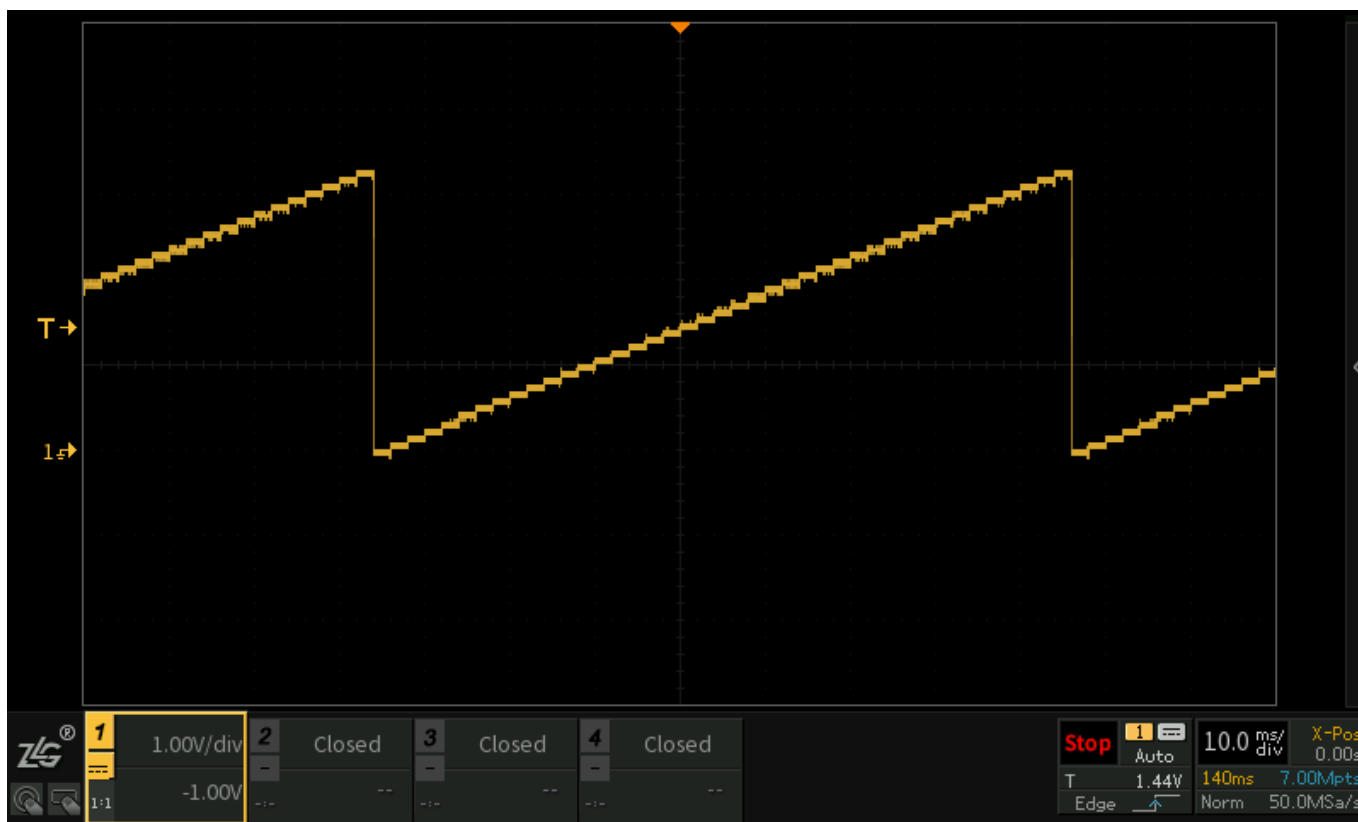 T
1
ZLG®
1 1.00V/div
-1.00V
1:1
2 Closed
--
-:-
3 Closed
--
-:-
4 Closed
--
-:-
Stop 1 Auto
T 1.44V
Edge
10.0 ms/div
X-Pos
0.00s
140ms 7.00Mpts
Norm 50.0MSa/s